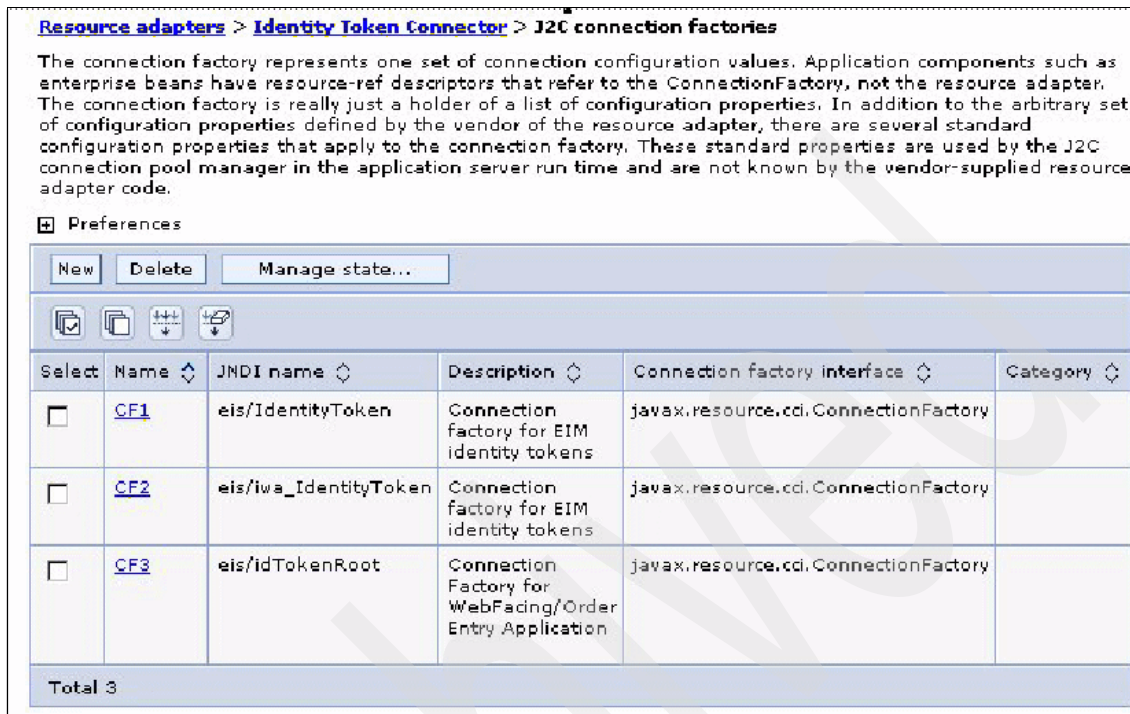 Resource adapters > Identity Token Connector > J2C connection factories
The connection factory represents one set of connection configuration values. Application components such as
enterprise beans have resource-ref descriptors that refer to the ConnectionFactory, not the resource adapter.
The connection factory is really just a holder of a list of configuration properties. In addition to the arbitrary set
of configuration properties defined by the vendor of the resource adapter, there are several standard
configuration properties that apply to the connection factory. These standard properties are used by the J2C
connection pool manager in the application server run time and are not known by the vendor-supplied resource
adapter code.
Preferences
New Delete Manage state...
Select Name JNDI name Description Connection factory interface Category
CF1 eis/IdentityToken Connection javax.resource.cci.ConnectionFactory
factory for EIM
identity tokens
CF2 eis/iwa_IdentityToken Connection javax.resource.cci.ConnectionFactory
factory for EIM
identity tokens
CF3 eis/idTokenRoot Connection javax.resource.cci.ConnectionFactory
Factory for
WebFacing/Order
Entry Application
Total 3